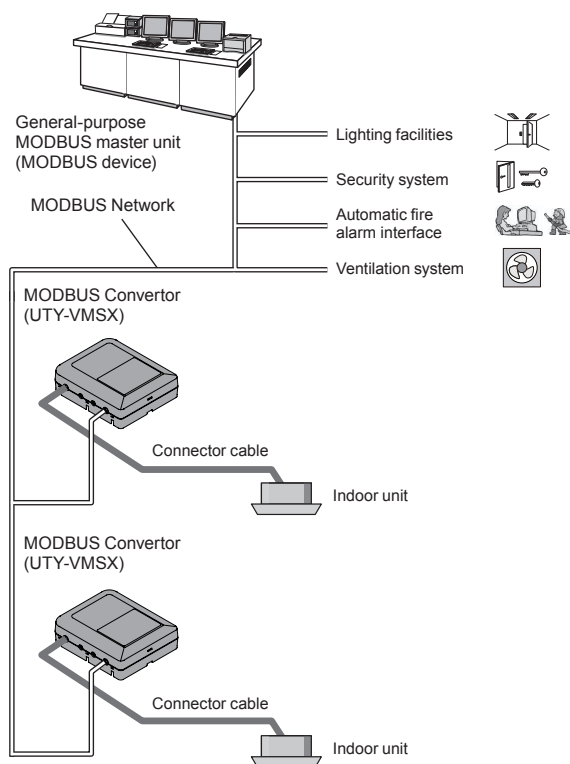 General-purpose
MODBUS master unit
(MODBUS device)
Lighting facilities
Security system
MODBUS Network
Automatic fire
alarm interface
Ventilation system
MODBUS Convertor
(UTY-VMSX)
Connector cable
Indoor unit
MODBUS Convertor
(UTY-VMSX)
Connector cable
Indoor unit